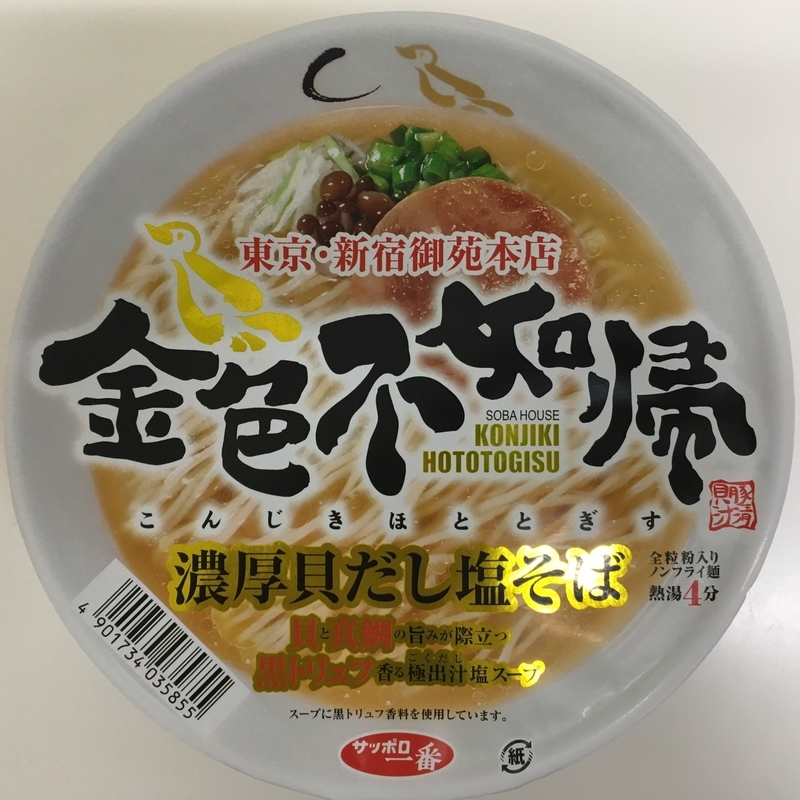 東京・新宿御苑本店
金色不如帰
SOBA HOUSE
KONJIKI
HOTOTOGISU
こんじきほととぎす
濃厚貝だし塩そば
全粒粉入り
ノンフライ麺
熱湯4分
貝と真鯛の旨みが際立つ
黒トリュフ香る極出汁塩スープ
ごくだし
スープに黒トリュフ香料を使用しています。
4 901734 035855
サッポロ一番
紙